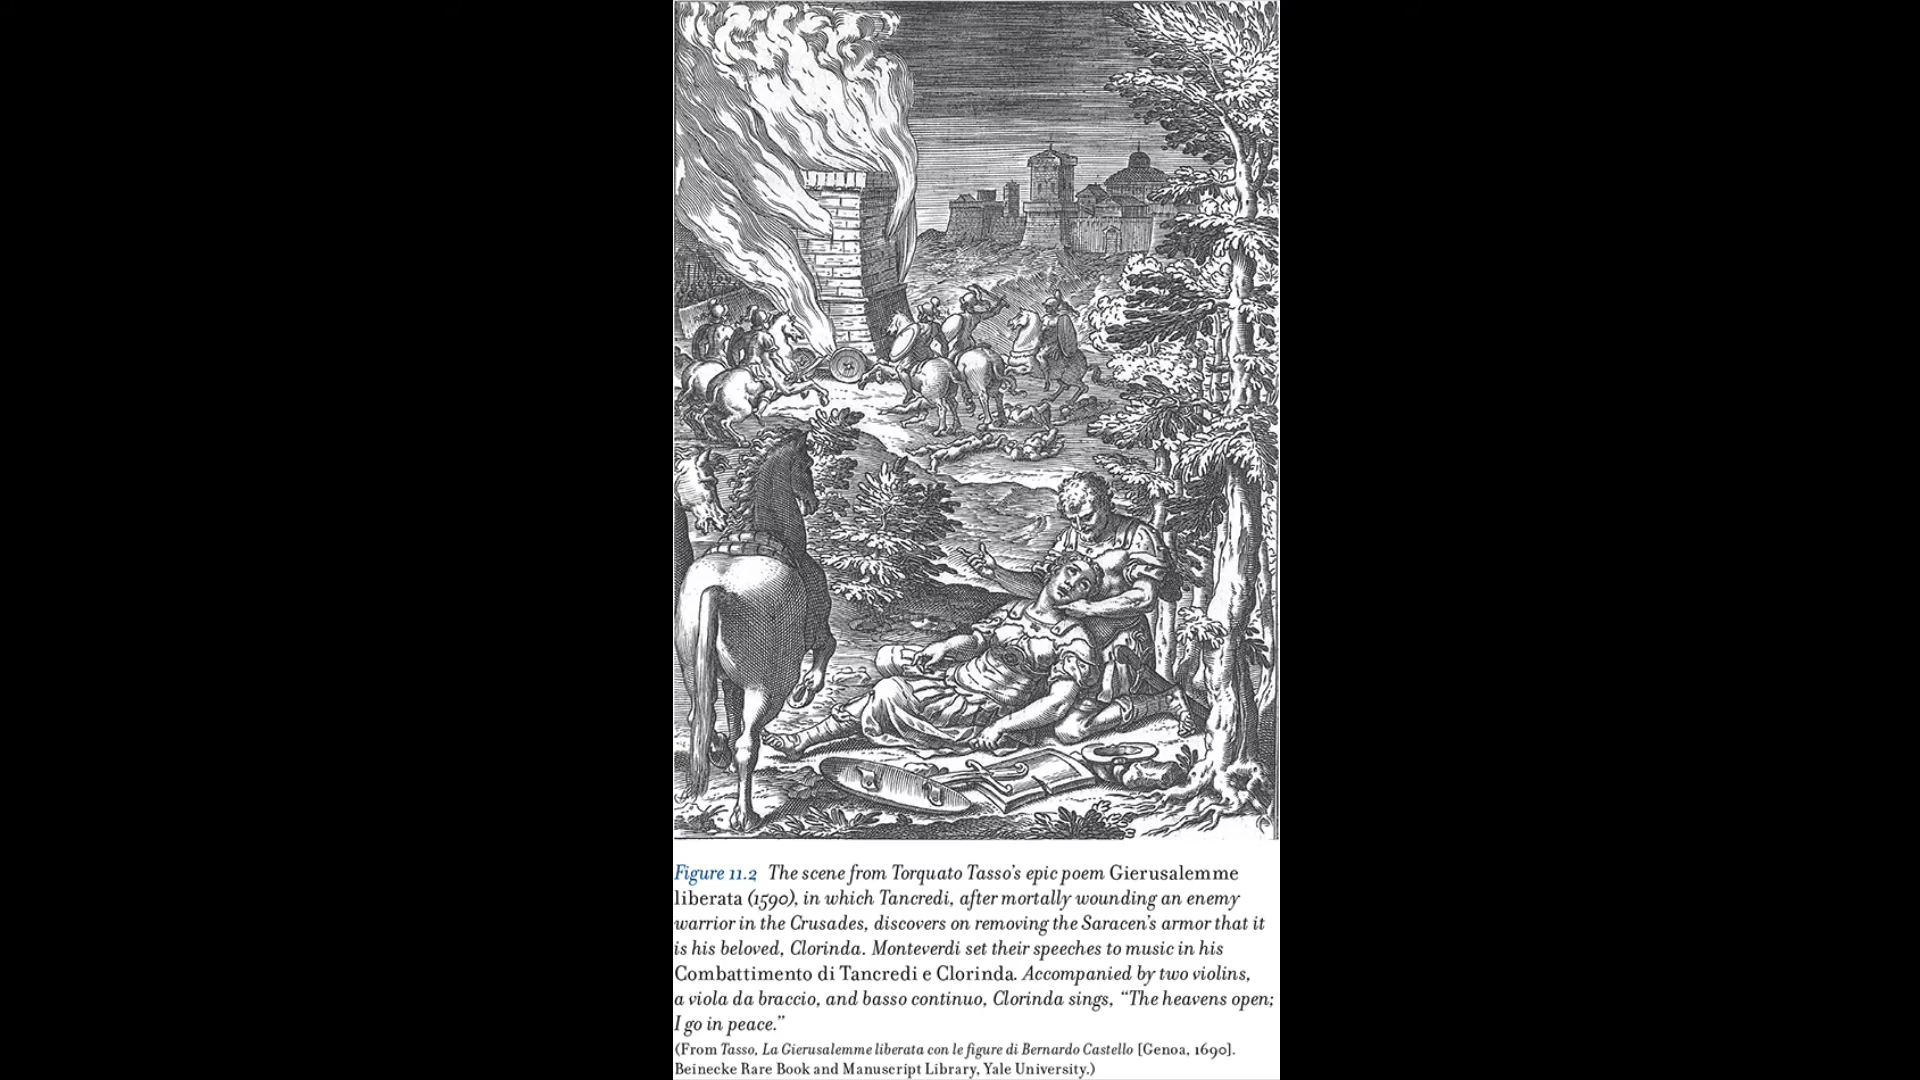 Figure 11.2 The scene from Torquato Tasso's epic poem Gierusalemme
liberata (1590), in which Tancredi, after mortally wounding an enemy
warrior in the Crusades, discovers on removing the Saracen's armor that it
is his beloved, Clorinda. Monteverdi set their speeches to music in his
Combattimento di Tancredi e Clorinda. Accompanied by two violins,
a viola da braccio, and basso continuo, Clorinda sings, “The heavens open;
I go in peace.”
(From Tasso, La Gierusalemme liberata con le figure di Bernardo Castello [Genoa, 1690].
Beinecke Rare Book and Manuscript Library, Yale University.)